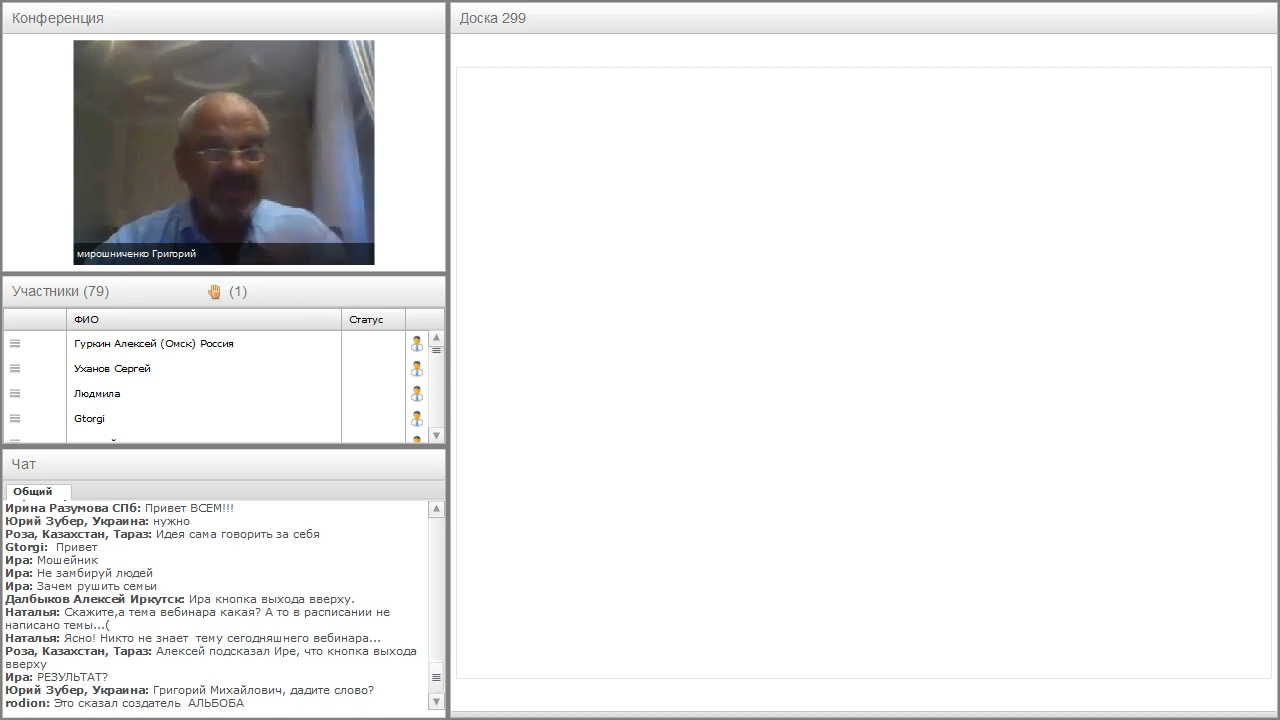 Конференция
Доска 299
мирошниченко Григорий
Участники (79)
(1)
ФИО
Статус
Гуркин Алексей (Омск) Россия
Уханов Сергей
Людмила
Gtorgi
Чат
Общий
Ирина Разумова СПб: Привет ВСЕМ!!!
Юрий Зубер, Украина: нужно
Роза, Казахстан, Тараз: Идея сама говорить за себя
Gtorgi: Привет
Ира: Мошейник
Ира: Не замбируй людей
Ира: Зачем рушить семьи
Далбыков Алексей Иркутск: Ира кнопка выхода вверху.
Наталья: Скажите,а тема вебинара какая? А то в расписании не
написано темы...(
Наталья: Ясно! Никто не знает тему сегодняшнего вебинара...
Роза, Казахстан, Тараз: Алексей подсказал Ире, что кнопка выхода
вверху
Ира: РЕЗУЛЬТАТ?
Юрий Зубер, Украина: Григорий Михайлович, дадите слово?
rodion: Это сказал создатель АЛЬБОБА